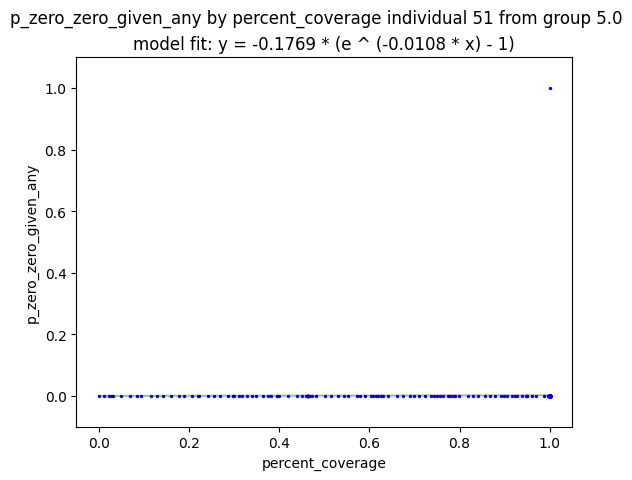 p_zero_zero_given_any by percent_coverage individual 51 from group 5.0
model fit: y = -0.1769 * (e ^ (-0.0108 * x) - 1)
1.0
0.8
0.6
0.4
0.2
0.0
p_zero_zero_given_any
0.0 0.2 0.4 0.6 0.8 1.0
percent_coverage